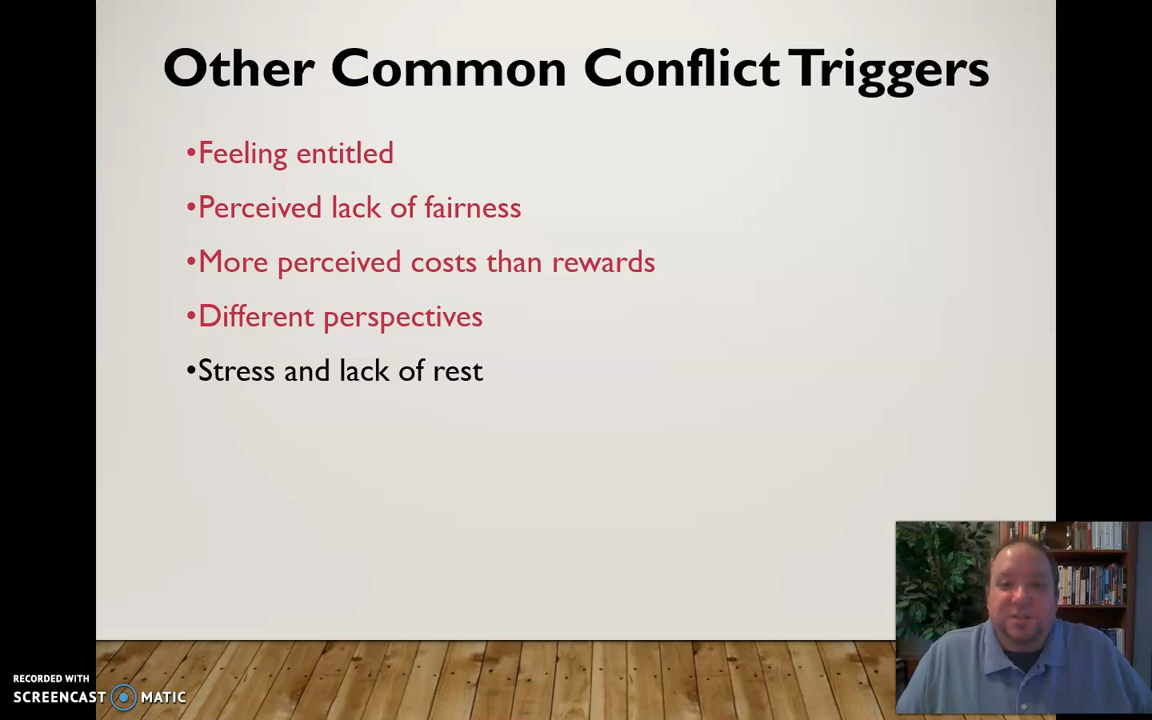 Other Common Conflict Triggers
•Feeling entitled
•Perceived lack of fairness
•More perceived costs than rewards
•Different perspectives
•Stress and lack of rest
RECORDED WITH
SCREENCAST MATIC